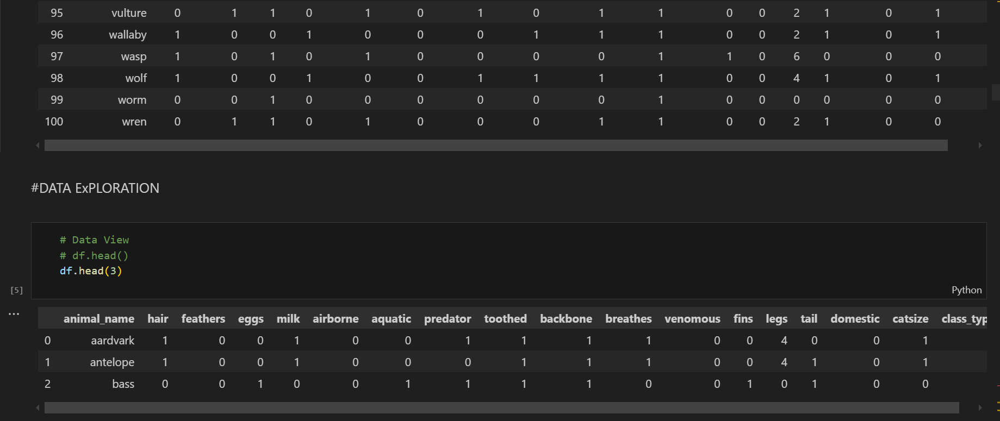 95 vulture 0 1 1 0 1 0 1 0 1 1 0 0 2 1 0 1
96 wallaby 1 0 0 1 0 0 0 1 1 1 0 0 2 1 0 1
97 wasp 1 0 1 0 1 0 0 0 0 1 1 0 6 0 0 0
98 wolf 1 0 0 1 0 0 1 1 1 1 0 0 4 1 0 1
99 worm 0 0 1 0 0 0 0 0 0 1 0 0 0 0 0 0
100 wren 0 1 1 0 1 0 0 0 1 1 0 0 2 1 0 0
#DATA ExPLORATION
# Data View
# df.head()
df.head(3)
[5]
Python
...
animal_name hair feathers eggs milk airborne aquatic predator toothed backbone breathes venomous fins legs tail domestic catsize class_typ
0 aardvark 1 0 0 1 0 0 1 1 1 1 0 0 4 0 0 1
1 antelope 1 0 0 1 0 0 0 1 1 1 0 0 4 1 0 1
2 bass 0 0 1 0 0 1 1 1 1 0 0 1 0 1 0 0